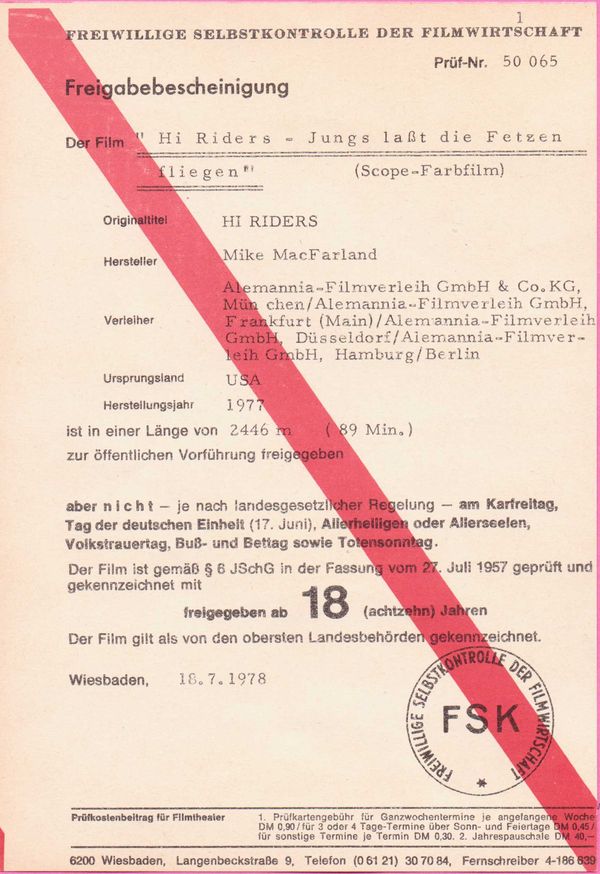 1
FREIWILLIGE SELBSTKONTROLLE DER FILMWIRTSCHAFT
Prüf-Nr. 50 065
Freigabebescheinigung
Der Film " Hi Riders - Jungs laßt die Fetzen
fliegen" (Scope-Farbfilm)
Originaltitel HI RIDERS
Hersteller Mike MacFarland
Verleiher Alemannia-Filmverleih GmbH & Co.KG,
Mün chen/Alemannia-Filmverleih GmbH,
Frankfurt (Main)/Alemannia-Filmverleih
GmbH, Düsseldorf/Alemannia-Filmver-
leih GmbH, Hamburg/Berlin
Ursprungsland USA
Herstellungsjahr 1977
ist in einer Länge von 2446 m ( 89 Min.)
zur öffentlichen Vorführung freigegeben
aber nicht – je nach landesgesetzlicher Regelung – am Karfreitag,
Tag der deutschen Einheit (17. Juni), Allerheiligen oder Allerseelen,
Volkstrauertag, Buß- und Bettag sowie Totensonntag.
Der Film ist gemäß § 6 JSchG in der Fassung vom 27. Juli 1957 geprüft und
gekennzeichnet mit
freigegeben ab 18 (achtzehn) Jahren
Der Film gilt als von den obersten Landesbehörden gekennzeichnet.
Wiesbaden, 18.7.1978
FREIWILLIGE SELBSTKONTROLLE DER FILMWIRTSCHAFT
FSK
Prüfkostenbeitrag für Filmtheater 1. Prüfkartengebühr für Ganzwochentermine je angefangene Woche
DM 0,90/für 3 oder 4 Tage-Termine über Sonn- und Feiertage DM 0,45/
für sonstige Termine je Termin DM 0,30. 2. Jahrespauschale DM 40,–
6200 Wiesbaden, Langenbeckstraße 9, Telefon (0 61 21) 30 70 84, Fernschreiber 4-186 639